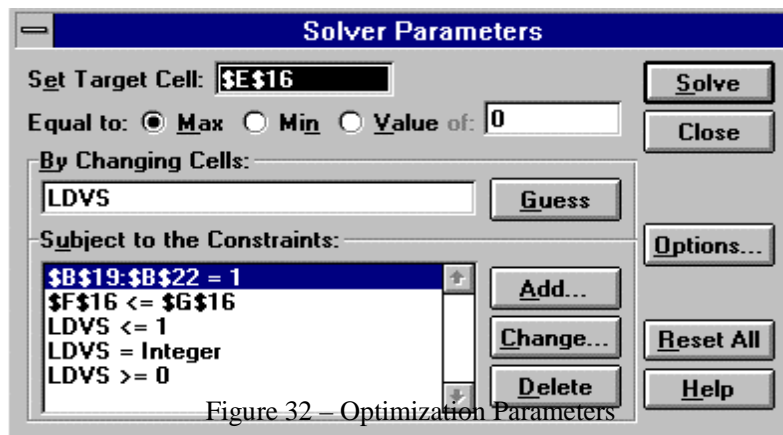 Solver Parameters
Set Target Cell: $E$16
Solve
Equal to: Max Min Value of: 0
Close
By Changing Cells:
LDVS
Guess
Subject to the Constraints:
Options...
$B$19:$B$22 = 1
$F$16 <= $G$16
LDVS <= 1
LDVS = Integer
LDVS >= 0
Add...
Change...
Reset All
Delete
Help
Figure 32 – Optimization Parameters